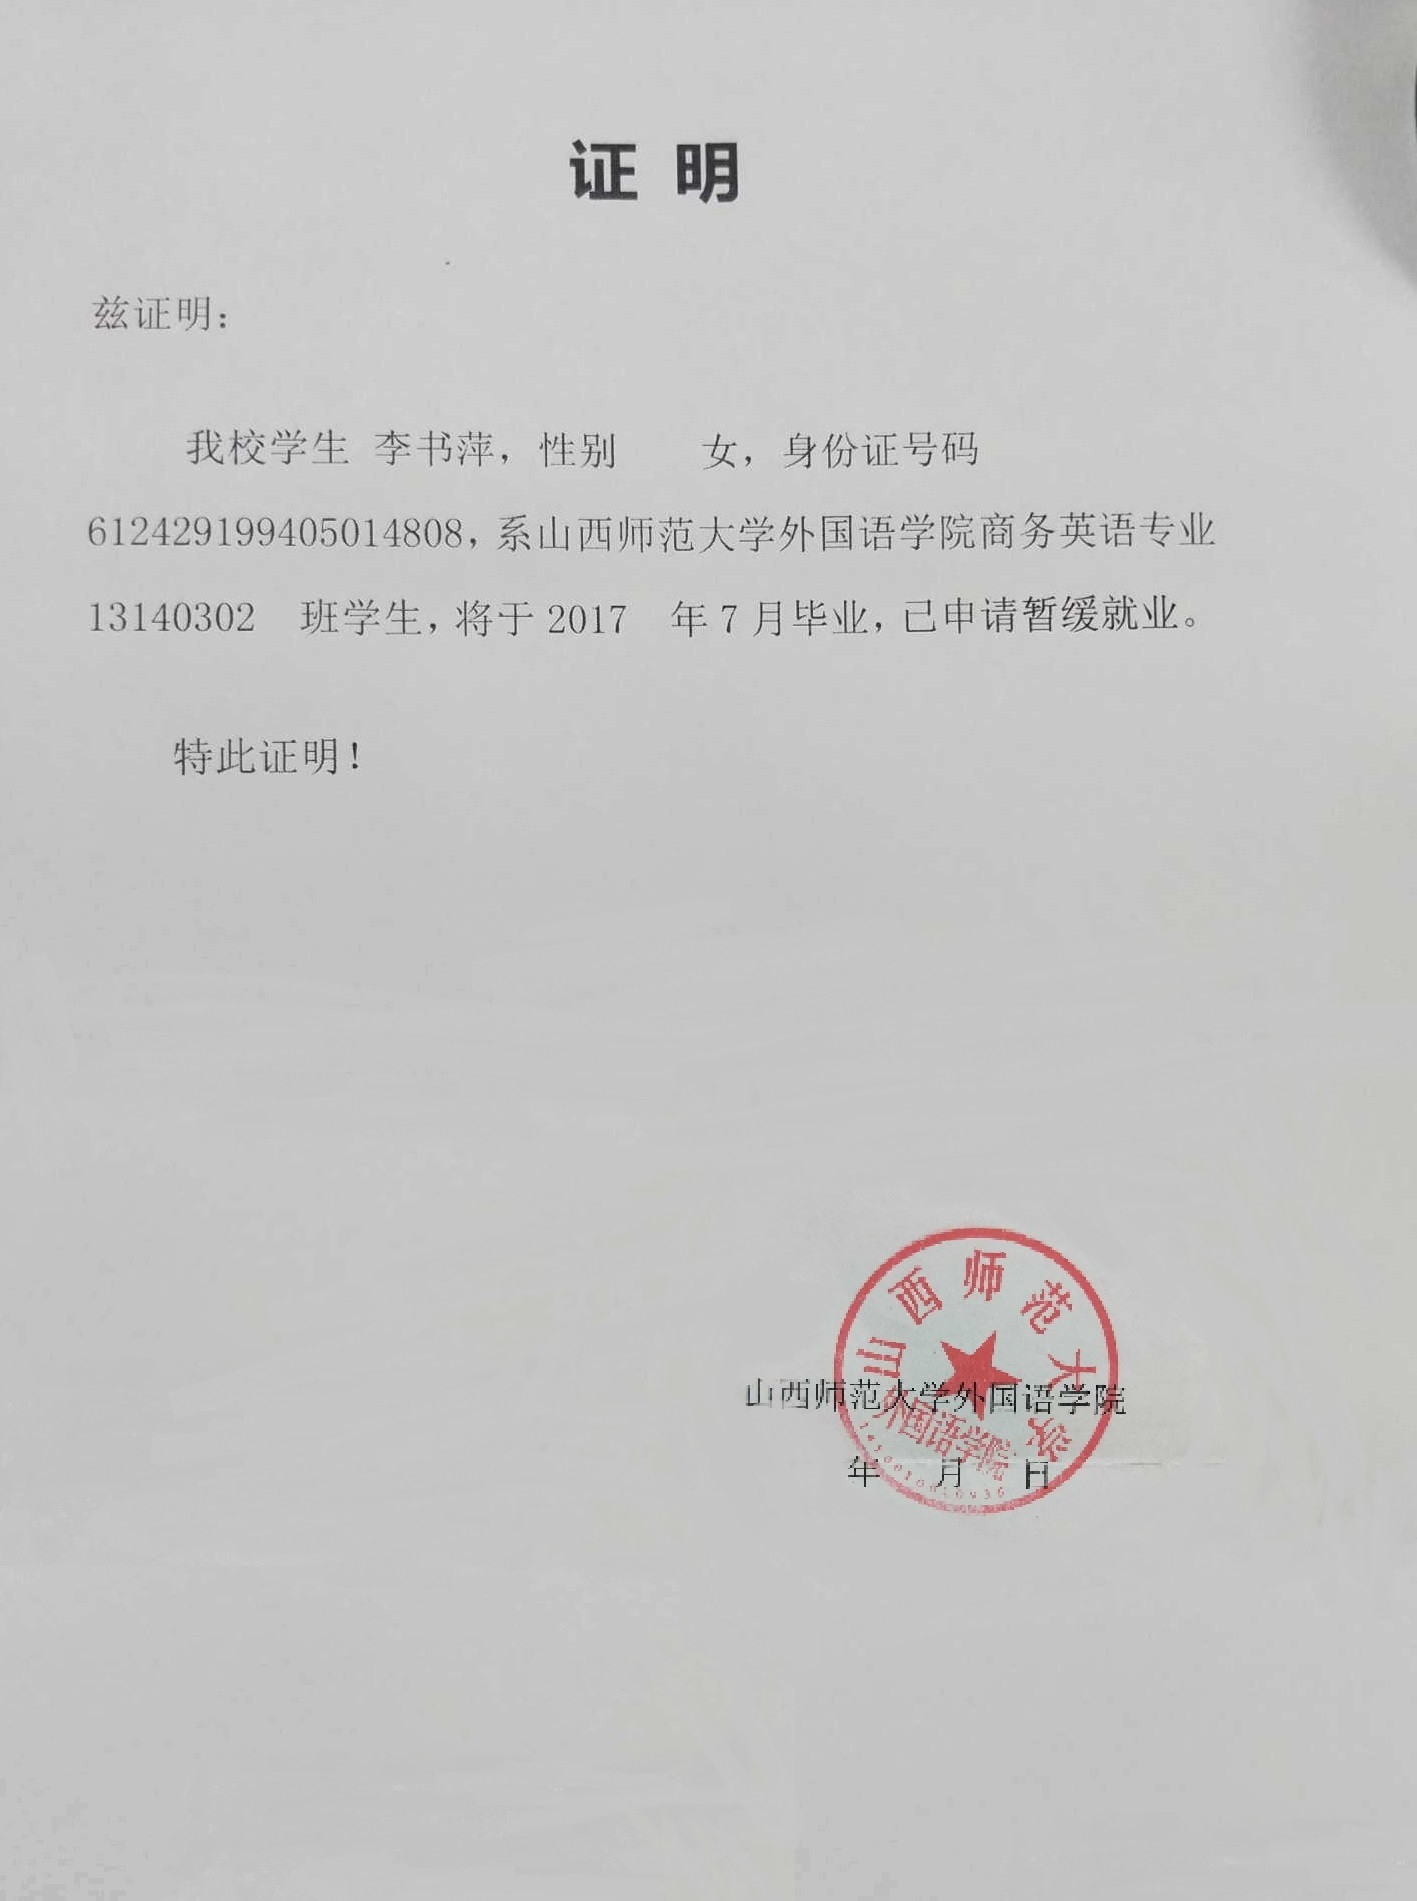 证 明
兹证明：
我校学生 李书萍，性别 女，身份证号码
612429199405014808，系山西师范大学外国语学院商务英语专业
13140302 班学生，将于 2017 年 7 月毕业，已申请暂缓就业。
特此证明！
山西师范大学
外国语学院
山西师范大学外国语学院
年 月 日